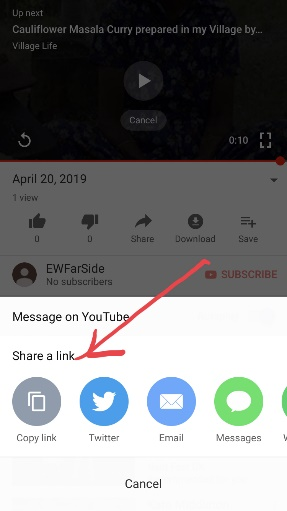 Up next
Cauliflower Masala Curry prepared in my Village by...
Village Life
Cancel
0:10
April 20, 2019
1 view
0 0 Share Download Save
EWFarSide
No subscribers
SUBSCRIBE
Message on YouTube
Share a link
Copy link Twitter Email Messages W
Cancel